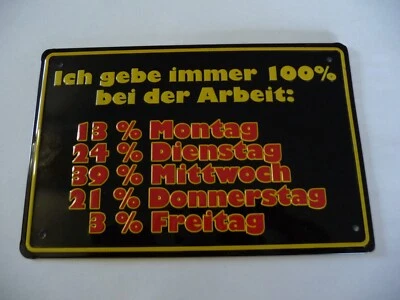 Ich gebe immer 100%
bei der Arbeit:
13 % Montag
24 % Dienstag
39 % Mittwoch
21 % Donnerstag
3 % Freitag